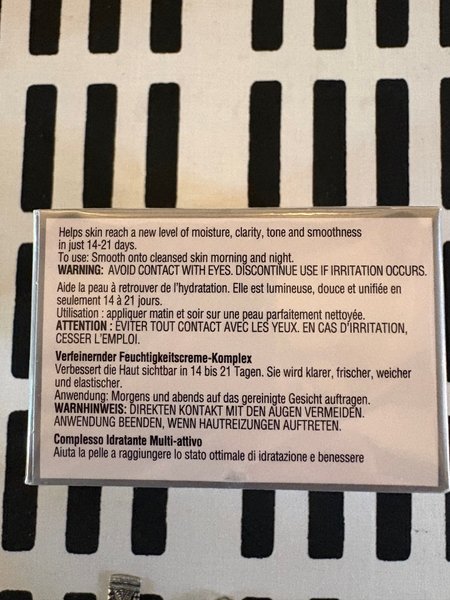 Helps skin reach a new level of moisture, clarity, tone and smoothness
in just 14-21 days.
To use: Smooth onto cleansed skin morning and night.
WARNING: AVOID CONTACT WITH EYES. DISCONTINUE USE IF IRRITATION OCCURS.
Aide la peau à retrouver de l'hydratation. Elle est lumineuse, douce et unifiée en
seulement 14 à 21 jours.
Utilisation : appliquer matin et soir sur une peau parfaitement nettoyée.
ATTENTION : ÉVITER TOUT CONTACT AVEC LES YEUX. EN CAS D'IRRITATION,
CESSER L'EMPLOI.
Verfeinernder Feuchtigkeitscreme-Komplex
Verbessert die Haut sichtbar in 14 bis 21 Tagen. Sie wird klarer, frischer, weicher
und elastischer.
Anwendung: Morgens und abends auf das gereinigte Gesicht auftragen.
WARNHINWEIS: DIREKTEN KONTAKT MIT DEN AUGEN VERMEIDEN.
ANWENDUNG BEENDEN, WENN HAUTREIZUNGEN AUFTRETEN.
Complesso Idratante Multi-attivo
Aiuta la pelle a raggiungere lo stato ottimale di idratazione e benessere